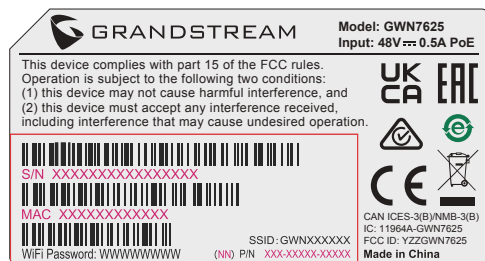 GRANDSTREAM
Model: GWN7625
Input: 48V⎓0.5A PoE
This device complies with part 15 of the FCC rules.
Operation is subject to the following two conditions:
(1) this device may not cause harmful interference, and
(2) this device must accept any interference received,
including interference that may cause undesired operation.
UK
CA
EAC
e
CE
S/N XXXXXXXXXXXXXXXX
MAC XXXXXXXXXXXX
SSID: GWNXXXXXX
WiFi Password: WWWWWWWWW
(NN) P/N XXX-XXXXX-XXXXX
CAN ICES-3(B)/NMB-3(B)
IC: 11964A-GWN7625
FCC ID: YZZGWN7625
Made in China